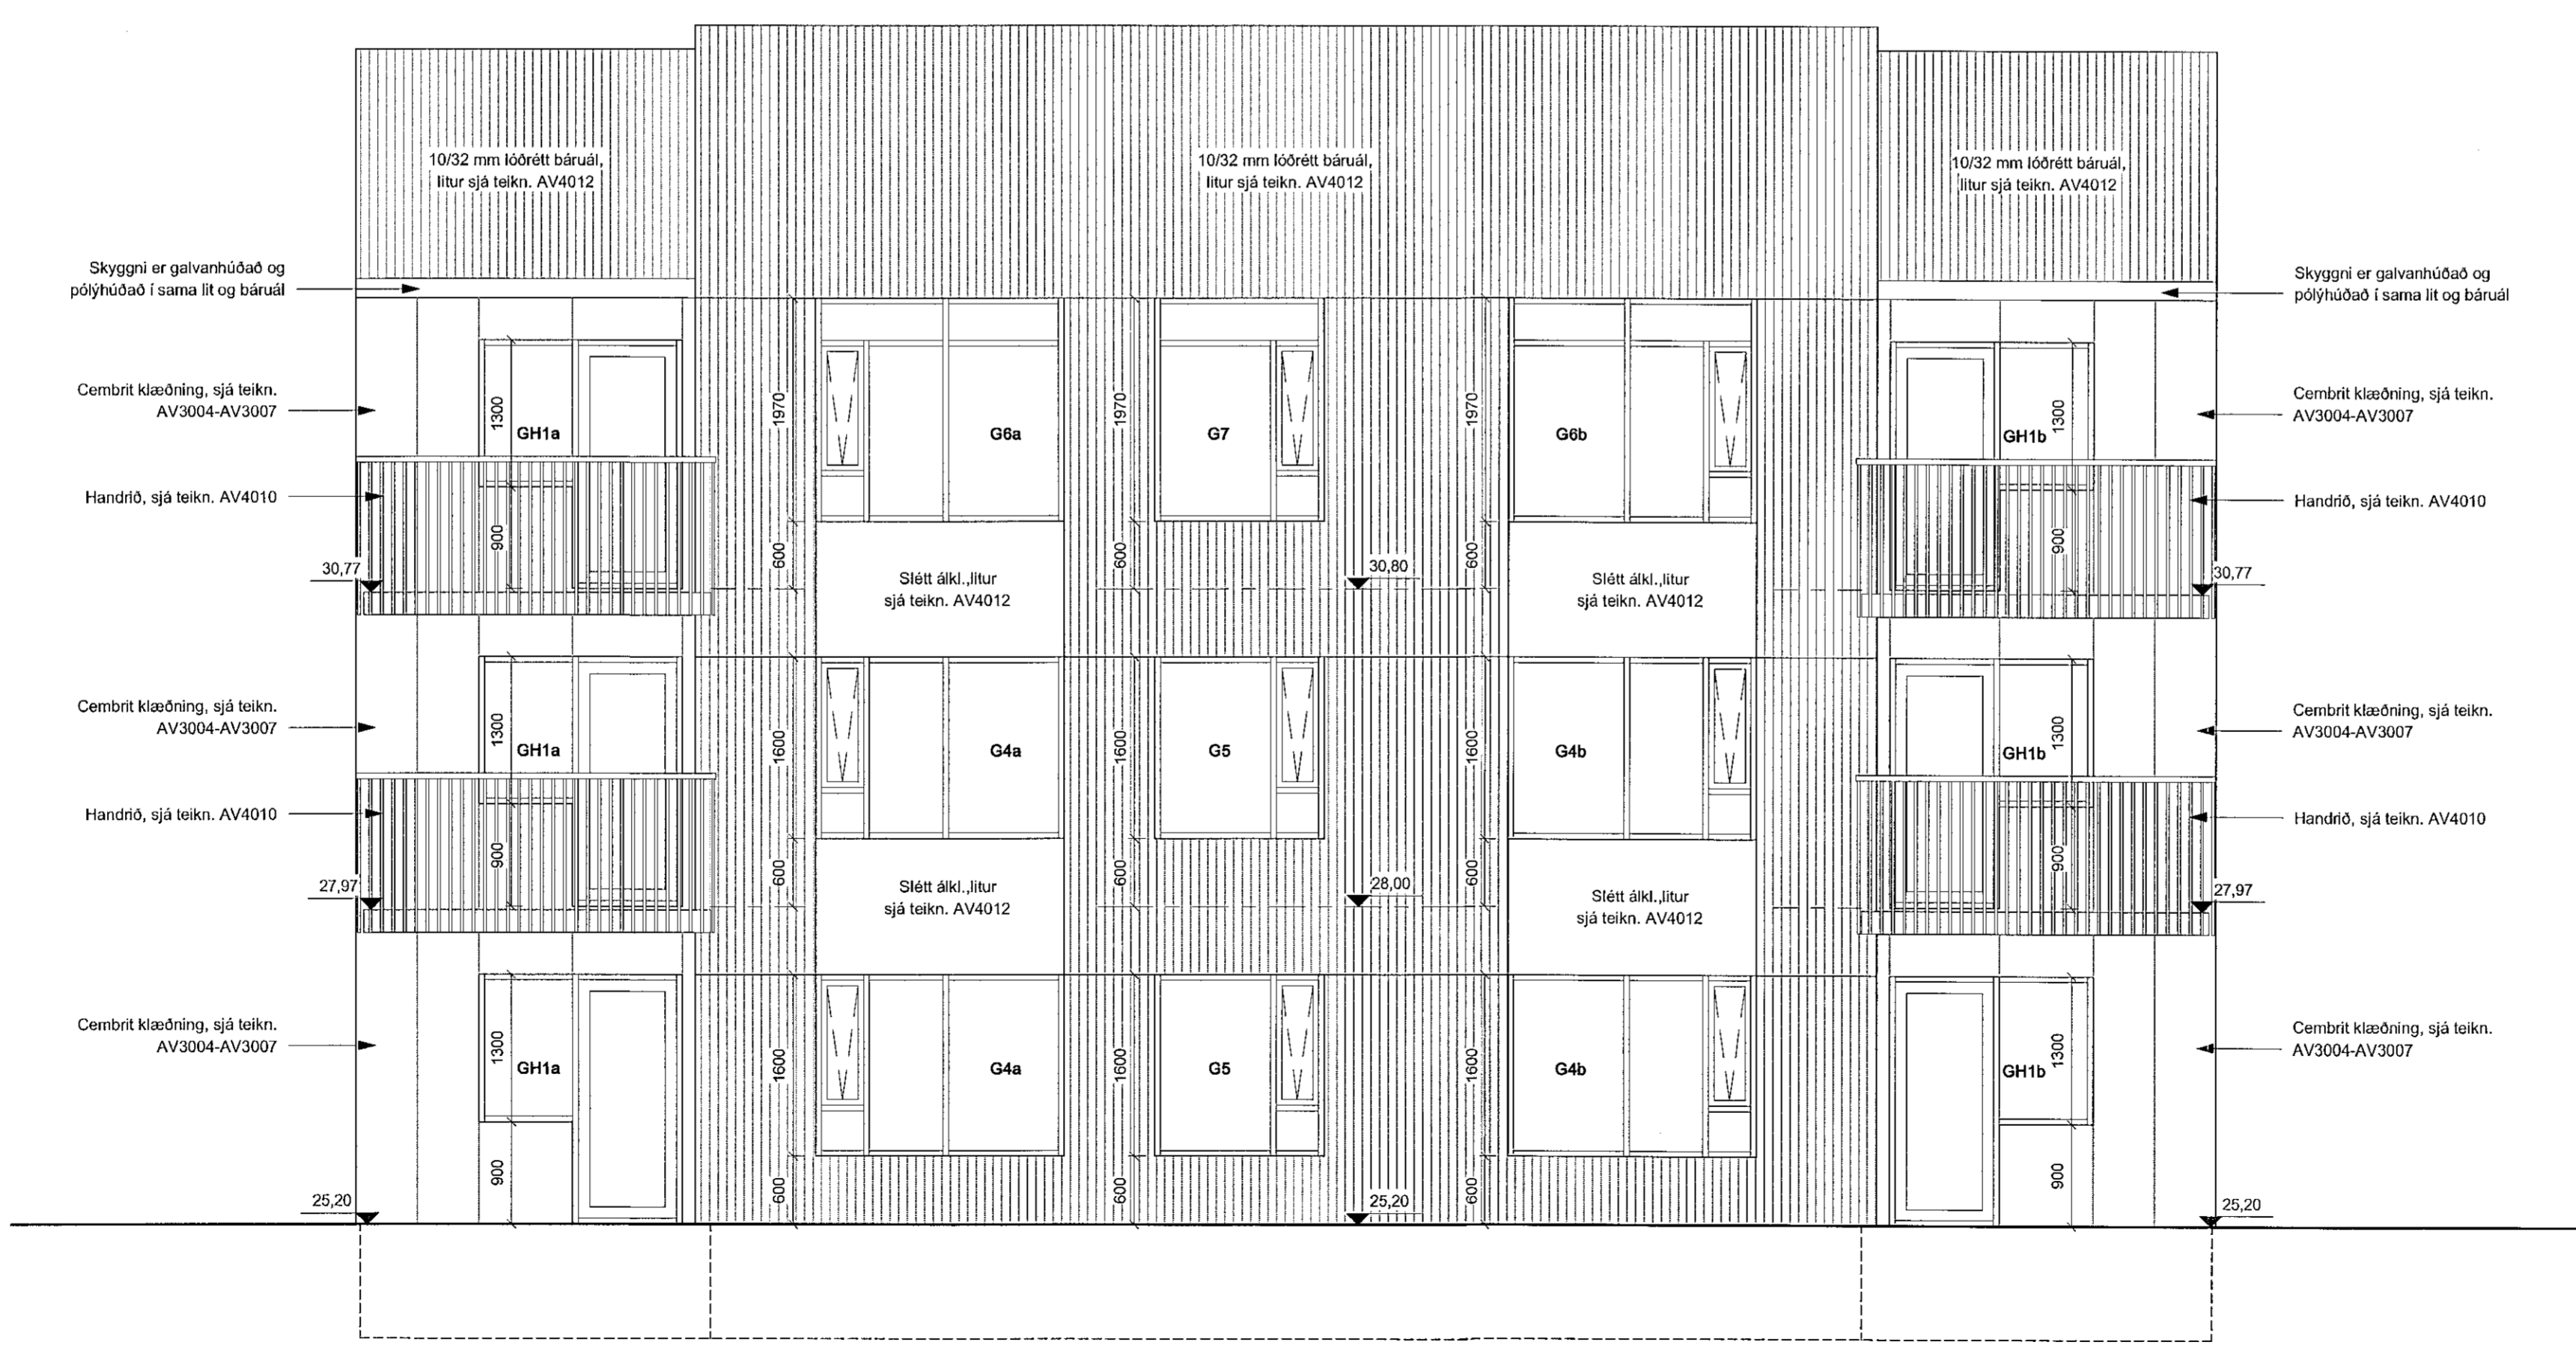 10/32 mm lóðrétt báruál,
litur sjá teikn. AV4012
10/32 mm lóðrétt báruál,
litur sjá teikn. AV4012
10/32 mm lóðrétt báruál,
litur sjá teikn. AV4012
Skyggni er galvanhúðað og
pólýhúðað í sama lit og báruál
Skyggni er galvanhúðað og
pólýhúðað í sama lit og báruál
Cembrit klæðning, sjá teikn.
AV3004-AV3007
1300
GH1a
1970
G6a
1970
G7
1970
G6b
GH1b
1300
Cembrit klæðning, sjá teikn.
AV3004-AV3007
Handrið, sjá teikn. AV4010
900
600
600
600
900
Handrið, sjá teikn. AV4010
30,77
Slétt álkl.,litur
sjá teikn. AV4012
30,80
Slétt álkl.,litur
sjá teikn. AV4012
30,77
Cembrit klæðning, sjá teikn.
AV3004-AV3007
1300
GH1a
1600
G4a
1600
G5
1600
G4b
GH1b
1300
Cembrit klæðning, sjá teikn.
AV3004-AV3007
Handrið, sjá teikn. AV4010
900
600
600
600
900
Handrið, sjá teikn. AV4010
27,97
Slétt álkl.,litur
sjá teikn. AV4012
28,00
Slétt álkl.,litur
sjá teikn. AV4012
27,97
Cembrit klæðning, sjá teikn.
AV3004-AV3007
1300
GH1a
1600
G4a
1600
G5
1600
G4b
GH1b
1300
Cembrit klæðning, sjá teikn.
AV3004-AV3007
900
600
600
600
900
25,20
25,20
25,20